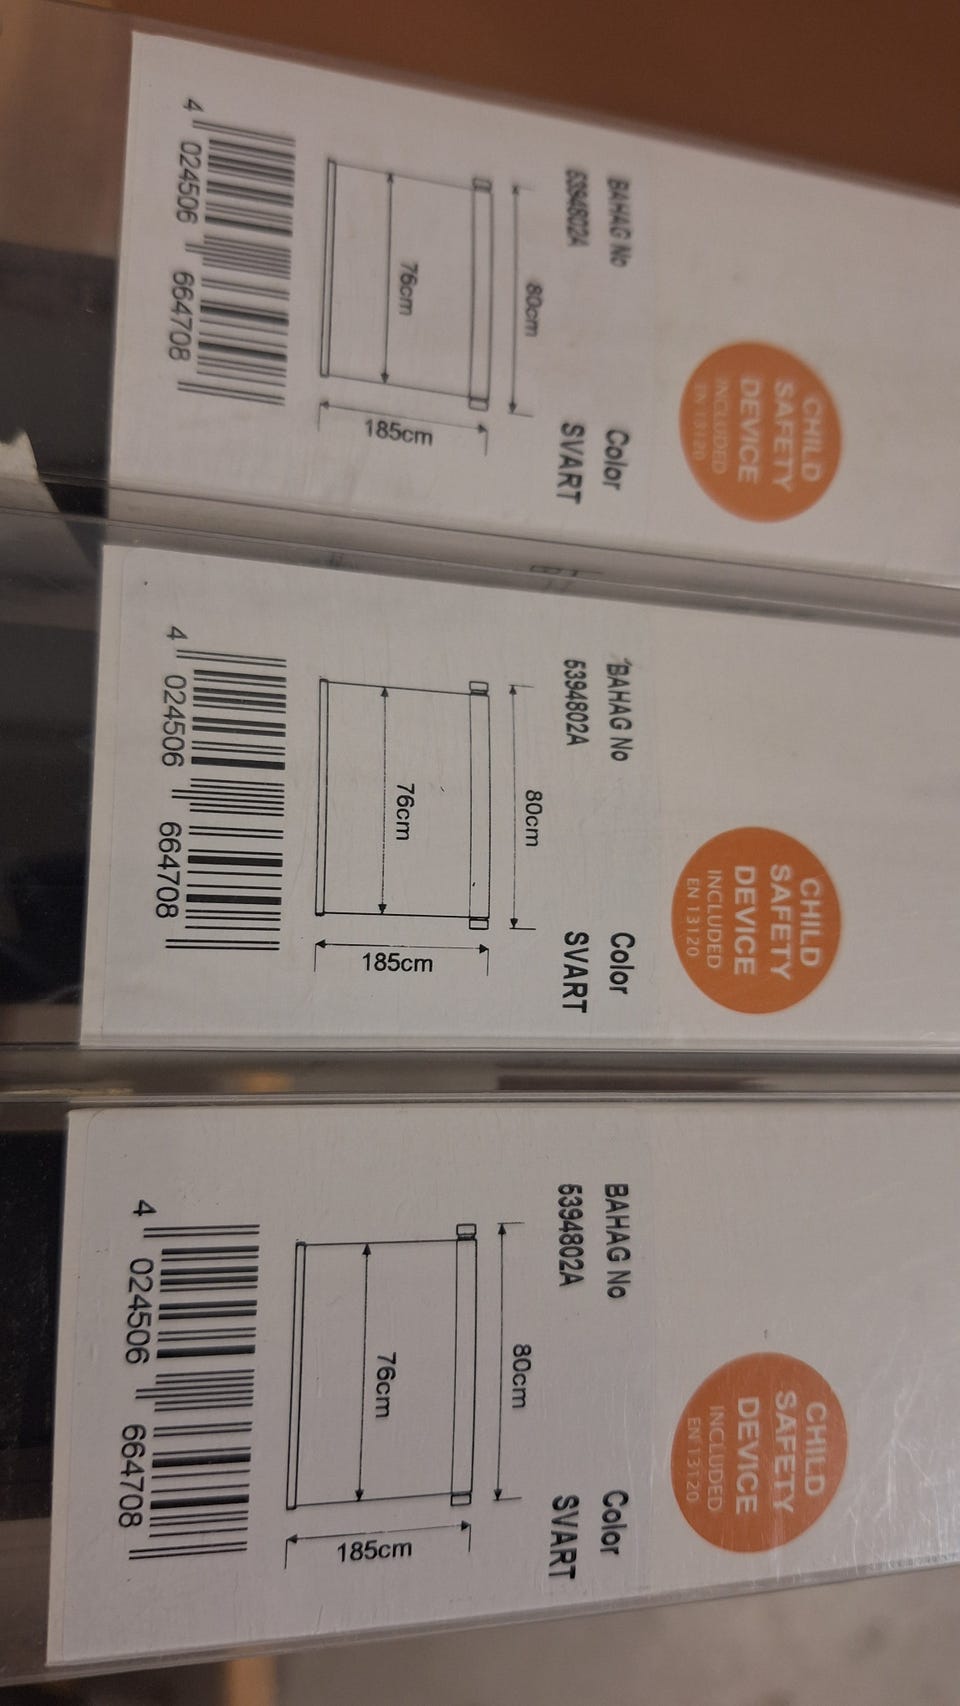 CHILD
SAFETY
DEVICE
INCLUDED
EN 13120
BAHAG No Color
5394802A SVART
80cm
76cm
185cm
4 024506 664708
CHILD
SAFETY
DEVICE
INCLUDED
EN 13120
BAHAG No Color
5394802A SVART
80cm
76cm
185cm
4 024506 664708
CHILD
SAFETY
DEVICE
INCLUDED
EN 13120
BAHAG No Color
5394802A SVART
80cm
76cm
185cm
4 024506 664708